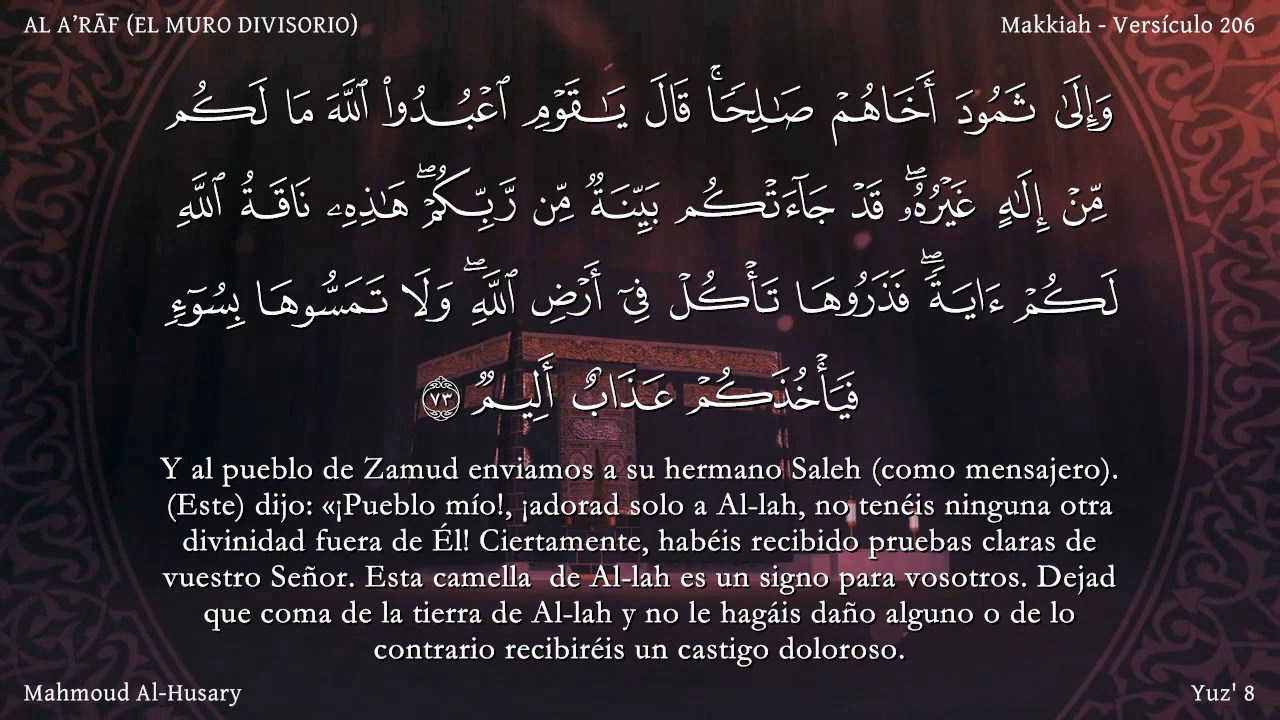 AL A’RĀF (EL MURO DIVISORIO)
Makkiah - Versículo 206
وَإِلَىٰ ثَمُودَ أَخَاهُمْ صَـٰلِحًاۚ قَالَ يَـٰقَوْمِ ٱعْبُدُوا۟ ٱللَّهَ مَا لَكُم
مِّنْ إِلَـٰهٍ غَيْرُهُۥۖ قَدْ جَآءَتْكُم بَيِّنَةٌ مِّن رَّبِّكُمْۖ هَـٰذِهِۦ نَاقَةُ ٱللَّهِ
لَكُمْ ءَايَةًۖ فَذَرُوهَا تَأْكُلْ فِىٓ أَرْضِ ٱللَّهِۖ وَلَا تَمَسُّوهَا بِسُوٓءٍ
فَيَأْخُذَكُمْ عَذَابٌ أَلِيمٌ ٧٣
Y al pueblo de Zamud enviamos a su hermano Saleh (como mensajero).
(Este) dijo: «¡Pueblo mío!, ¡adorad solo a Al-lah, no tenéis ninguna otra
divinidad fuera de Él! Ciertamente, habéis recibido pruebas claras de
vuestro Señor. Esta camella  de Al-lah es un signo para vosotros. Dejad
que coma de la tierra de Al-lah y no le hagáis daño alguno o de lo
contrario recibiréis un castigo doloroso.
Mahmoud Al-Husary
Yuz' 8